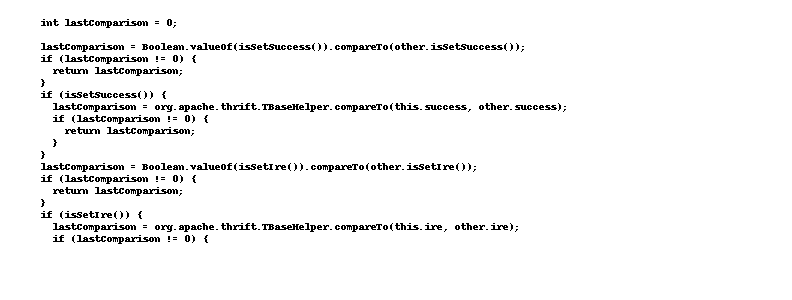 int lastComparison = 0;
lastComparison = Boolean.valueOf(isSetSuccess()).compareTo(other.isSetSuccess());
if (lastComparison != 0) {
return lastComparison;
}
if (isSetSuccess()) {
lastComparison = org.apache.thrift.TBaseHelper.compareTo(this.success, other.success);
if (lastComparison != 0) {
return lastComparison;
}
}
lastComparison = Boolean.valueOf(isSetIre()).compareTo(other.isSetIre());
if (lastComparison != 0) {
return lastComparison;
}
if (isSetIre()) {
lastComparison = org.apache.thrift.TBaseHelper.compareTo(this.ire, other.ire);
if (lastComparison != 0) {